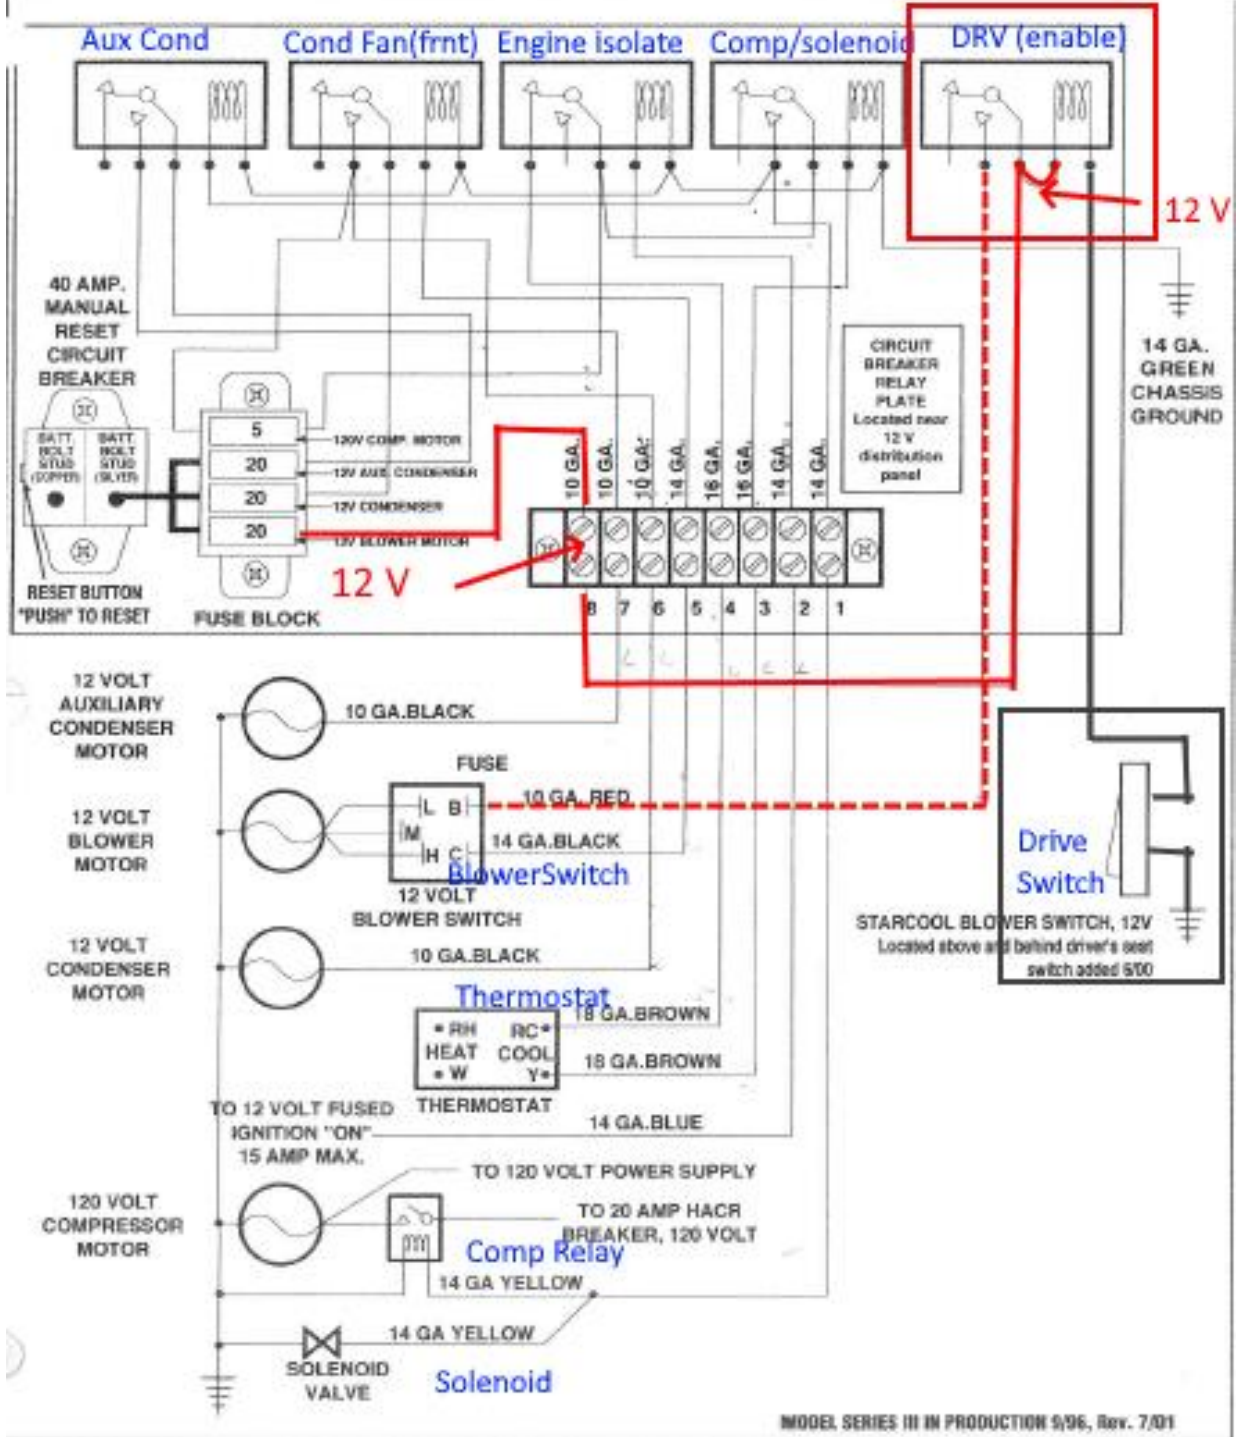 Aux Cond
Cond Fan(frnt)
Engine isolate
Comp/solenoid
DRV (enable)
12 V
40 AMP.
MANUAL
RESET
CIRCUIT
BREAKER
BATT.
BOLT
STUD
(COPPER)
BATT.
BOLT
STUD
(SILVER)
5
20
20
20
120V COMP. MOTOR
12V AUX. CONDENSER
12V CONDENSER
12V BLOWER MOTOR
RESET BUTTON
"PUSH" TO RESET
FUSE BLOCK
12 V
10 GA.
10 GA.
10 GA.
14 GA.
16 GA.
16 GA.
14 GA.
14 GA.
8 7 6 5 4 3 2 1
CIRCUIT
BREAKER
RELAY
PLATE
Located near
12 V
distribution
panel
14 GA.
GREEN
CHASSIS
GROUND
12 VOLT
AUXILIARY
CONDENSER
MOTOR
10 GA.BLACK
12 VOLT
BLOWER
MOTOR
FUSE
L B
M
H C
10 GA. RED
14 GA.BLACK
BlowerSwitch
12 VOLT
BLOWER SWITCH
Drive
Switch
STARCOOL BLOWER SWITCH, 12V
Located above and behind driver's seat
switch added 6/00
12 VOLT
CONDENSER
MOTOR
10 GA.BLACK
Thermostat
RH RC
HEAT COOL
W Y
THERMOSTAT
18 GA.BROWN
18 GA.BROWN
TO 12 VOLT FUSED
IGNITION "ON"
15 AMP MAX.
14 GA.BLUE
120 VOLT
COMPRESSOR
MOTOR
TO 120 VOLT POWER SUPPLY
TO 20 AMP HACR
BREAKER, 120 VOLT
Comp Relay
14 GA YELLOW
14 GA YELLOW
SOLENOID
VALVE
Solenoid
MODEL SERIES III IN PRODUCTION 9/96, Rev. 7/01